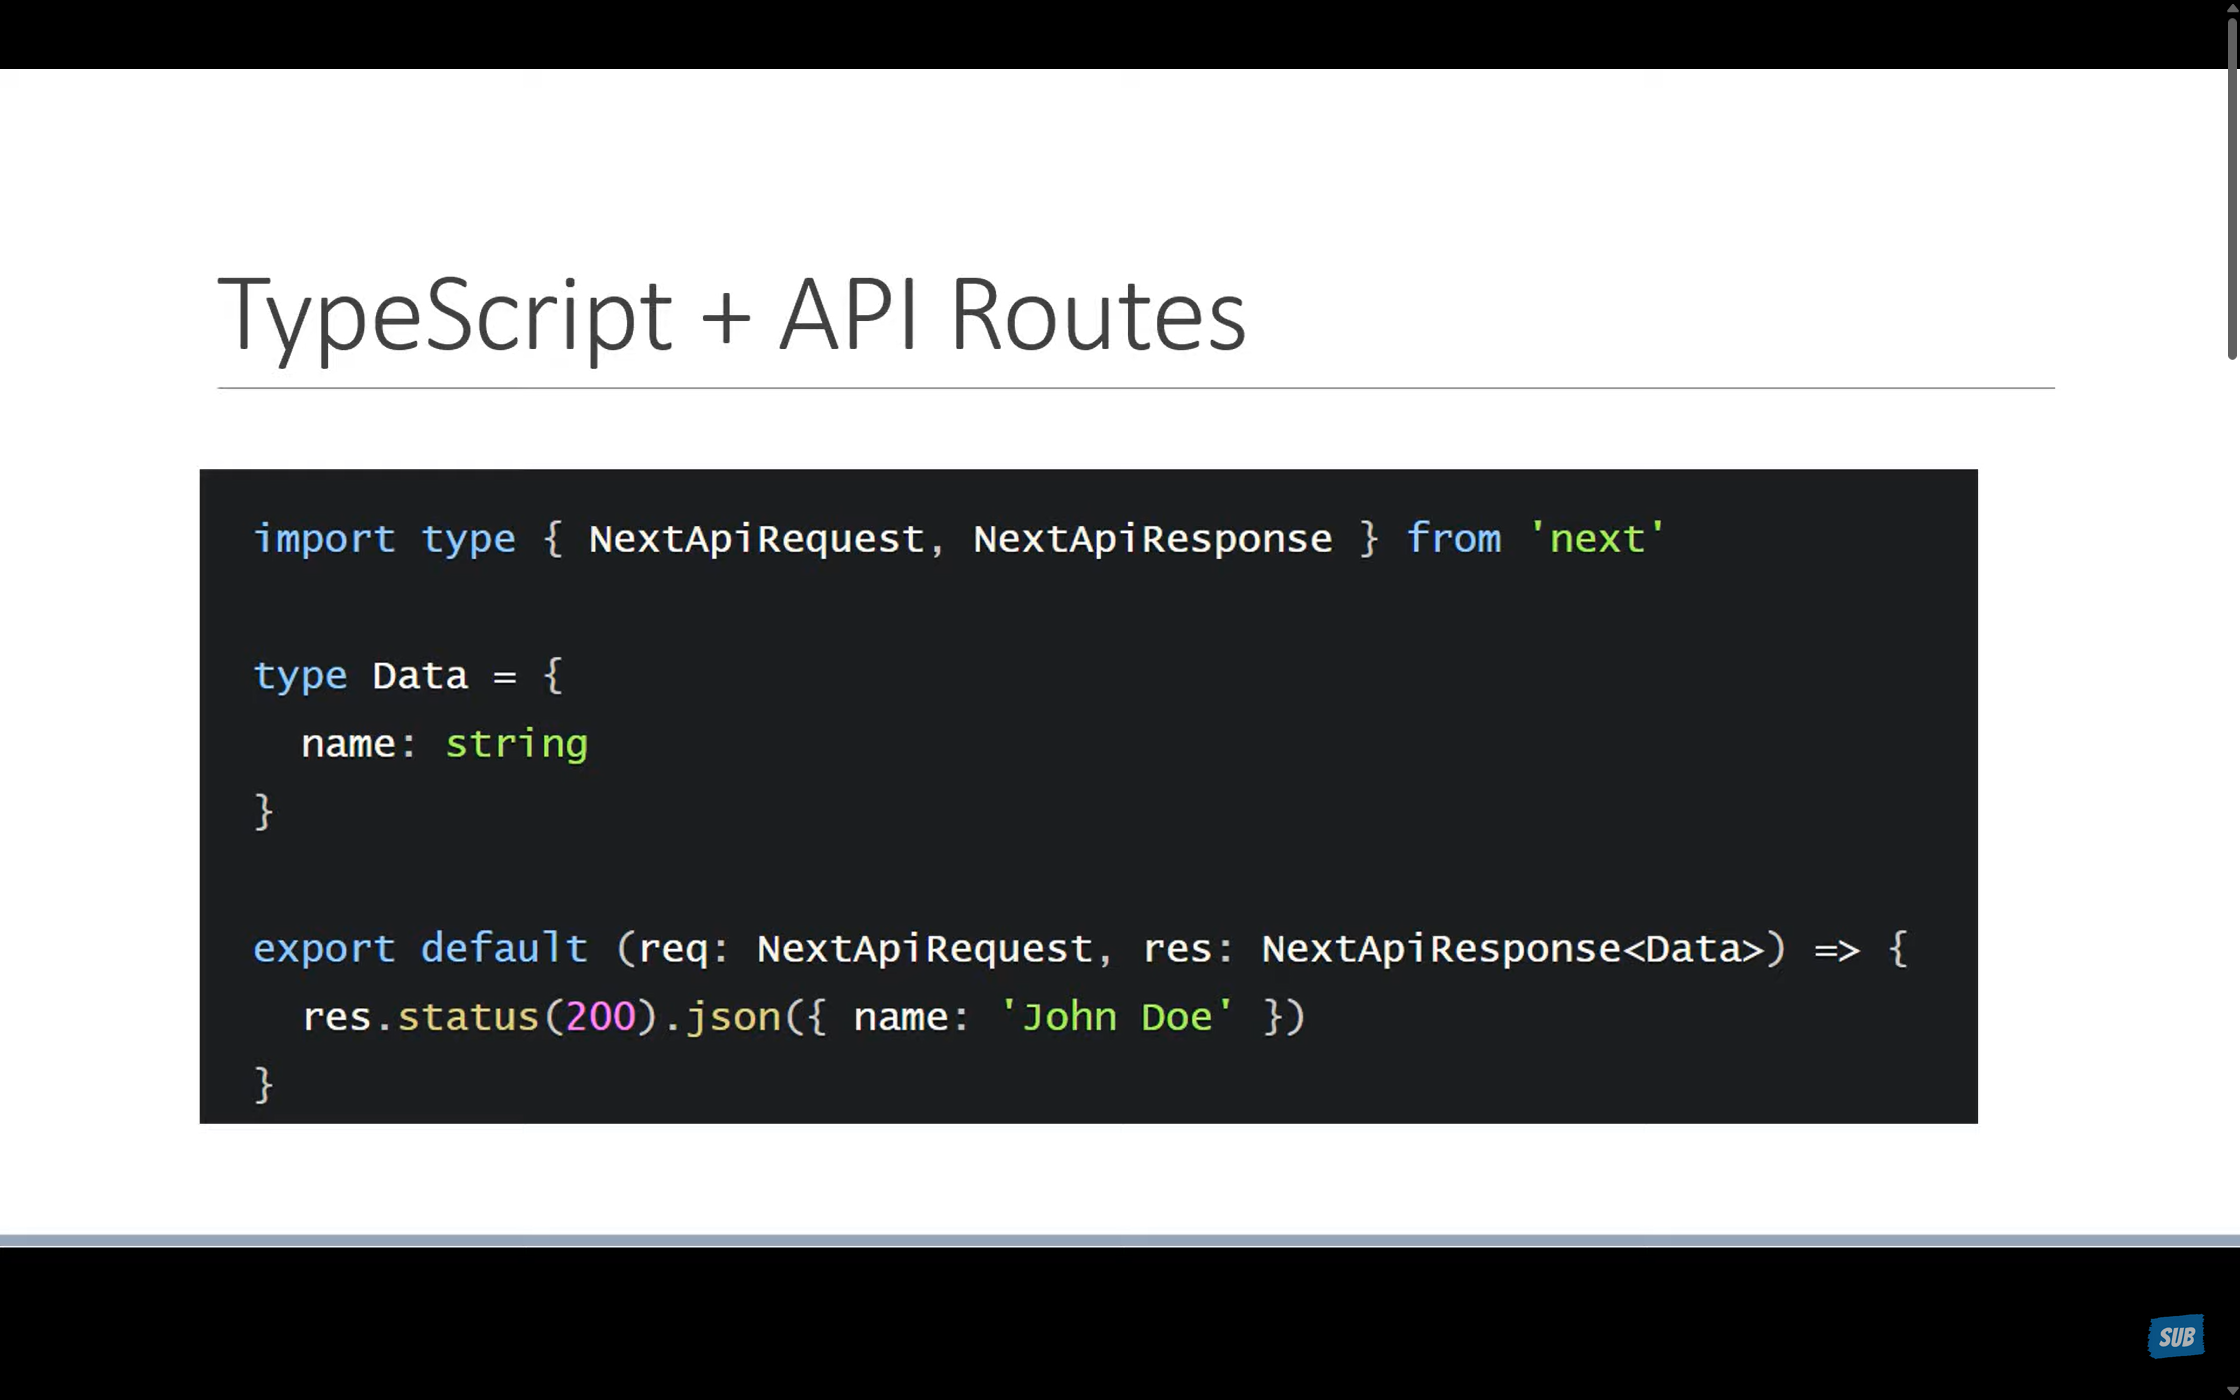 TypeScript + API Routes
import type { NextApiRequest, NextApiResponse } from 'next'
type Data = {
  name: string
}
export default (req: NextApiRequest, res: NextApiResponse<Data>) => {
  res.status(200).json({ name: 'John Doe' })
}
SUB